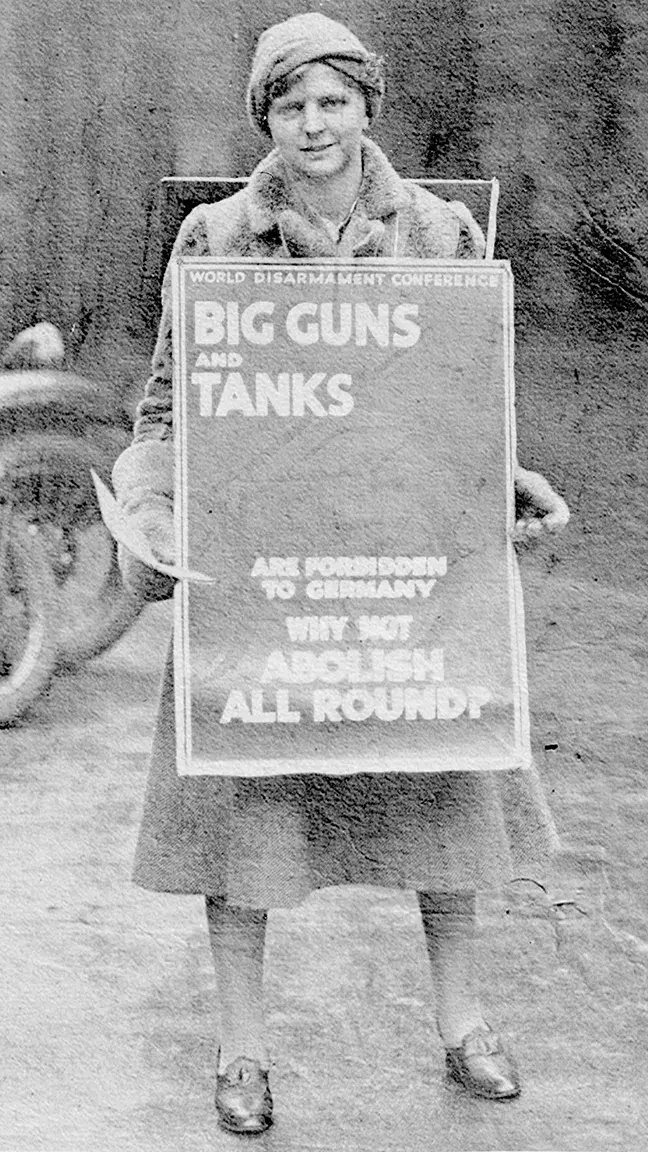 WORLD DISARMAMENT CONFERENCE
BIG GUNS
AND
TANKS
ARE FORBIDDEN
TO GERMANY
WHY NOT
ABOLISH
ALL ROUND?